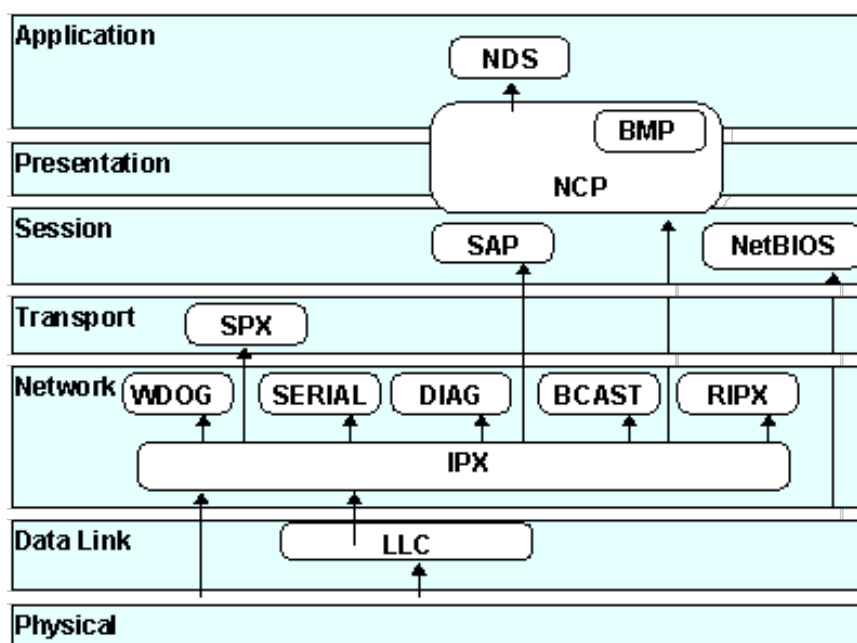 Application
NDS
BMP
Presentation
NCP
Session
SAP
NetBIOS
Transport
SPX
Network
WDOG
SERIAL
DIAG
BCAST
RIPX
IPX
Data Link
LLC
Physical